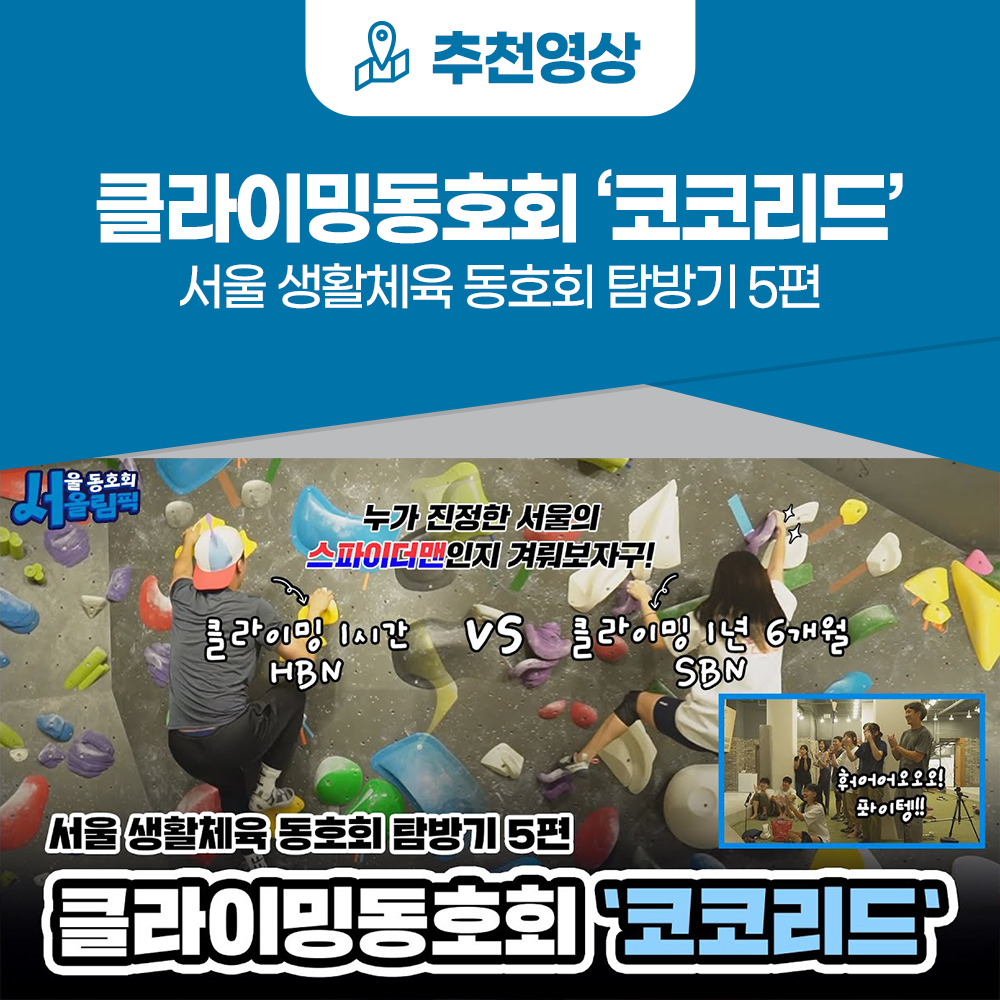 추천영상
클라이밍동호회 ‘코코리드’
서울 생활체육 동호회 탐방기 5편
서울 동호회
서울림픽
누가 진정한 서울의
스파이더맨인지 겨뤄보자구!
클라이밍 1시간
HBN
VS
클라이밍 1년 6개월
SBN
휘어어오오오!
퐈이텡!!
서울 생활체육 동호회 탐방기 5편
클라이밍동호회 ‘코코리드‘